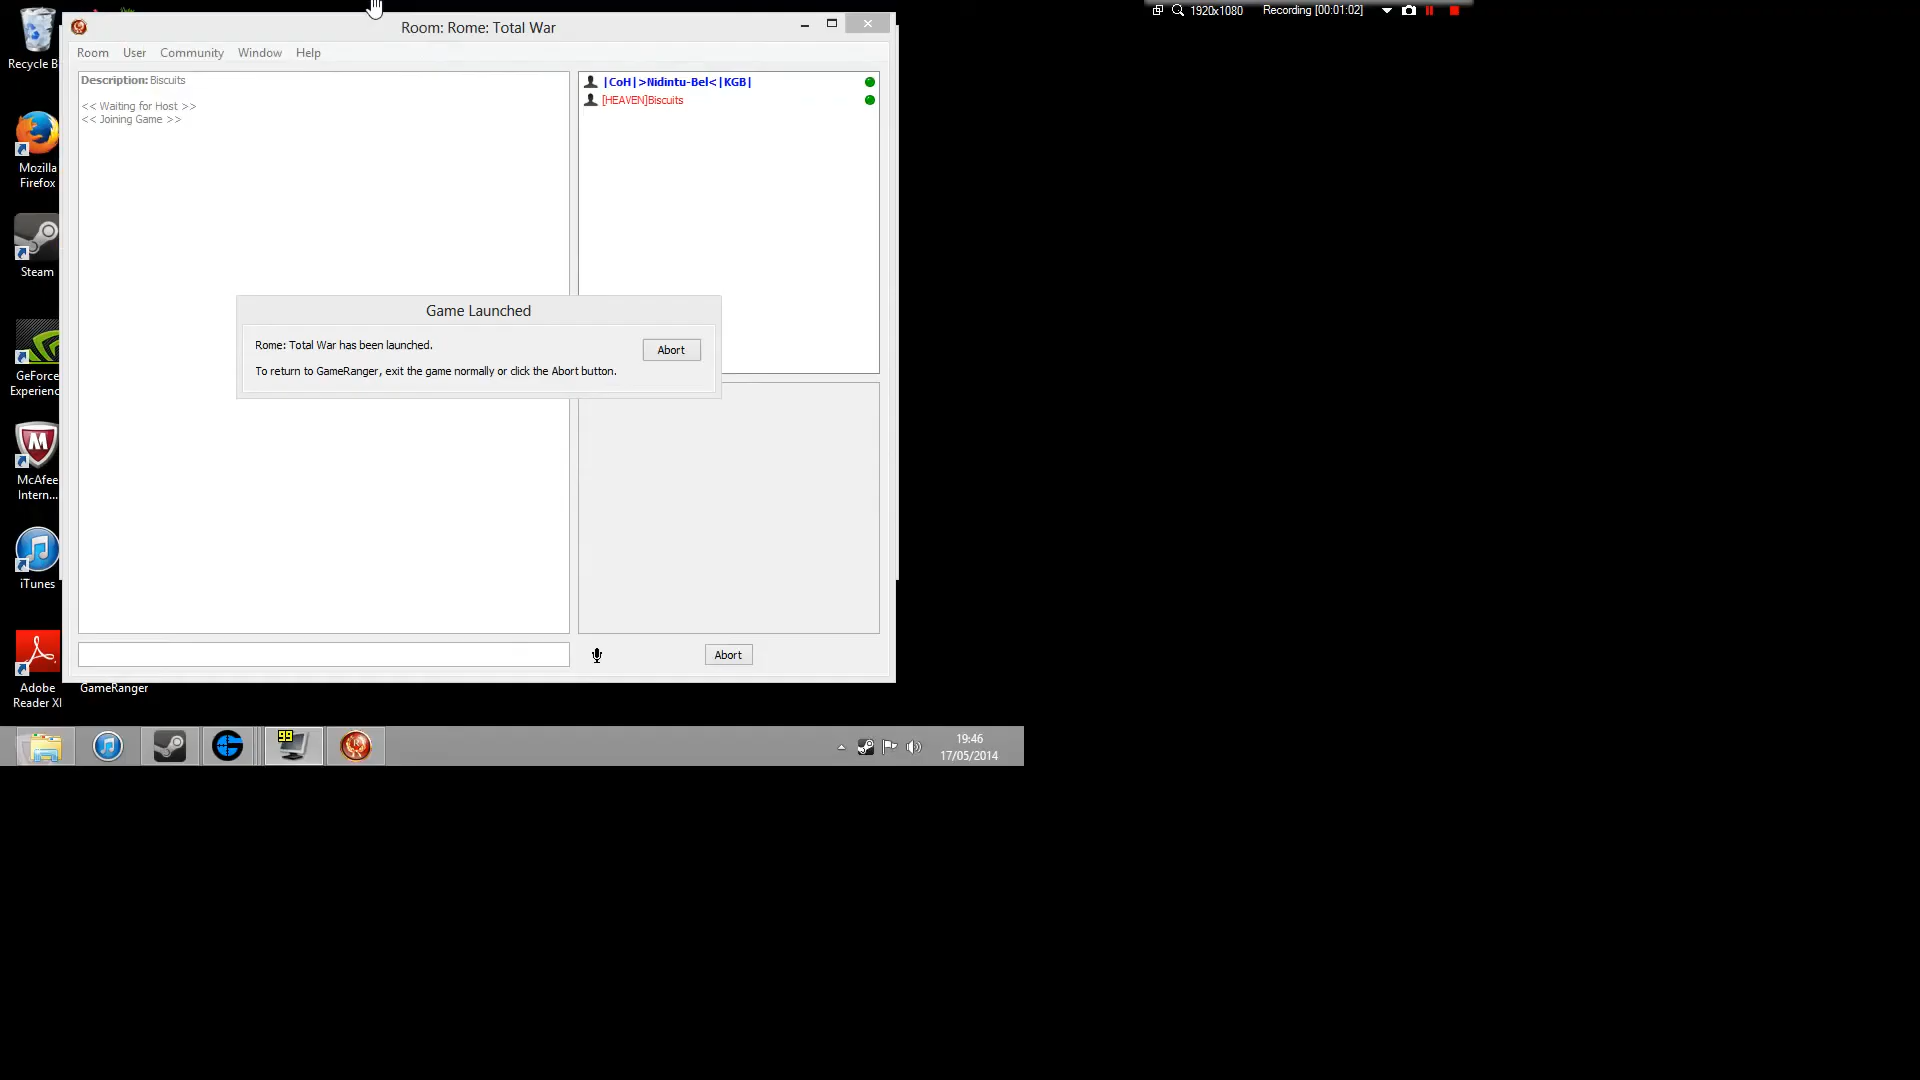 1920x1080
Recording [00:01:02]
Room: Rome: Total War
Room User Community Window Help
Description: Biscuits
<< Waiting for Host >>
<< Joining Game >>
|CoH|>Nidintu-Bel<|KGB|
[HEAVEN]Biscuits
Game Launched
Rome: Total War has been launched.
To return to GameRanger, exit the game normally or click the Abort button.
Abort
Abort
Recycle B
Mozilla
Firefox
Steam
GeForce
Experienc
McAfee
Intern...
iTunes
Adobe
Reader XI
GameRanger
99
19:46
17/05/2014